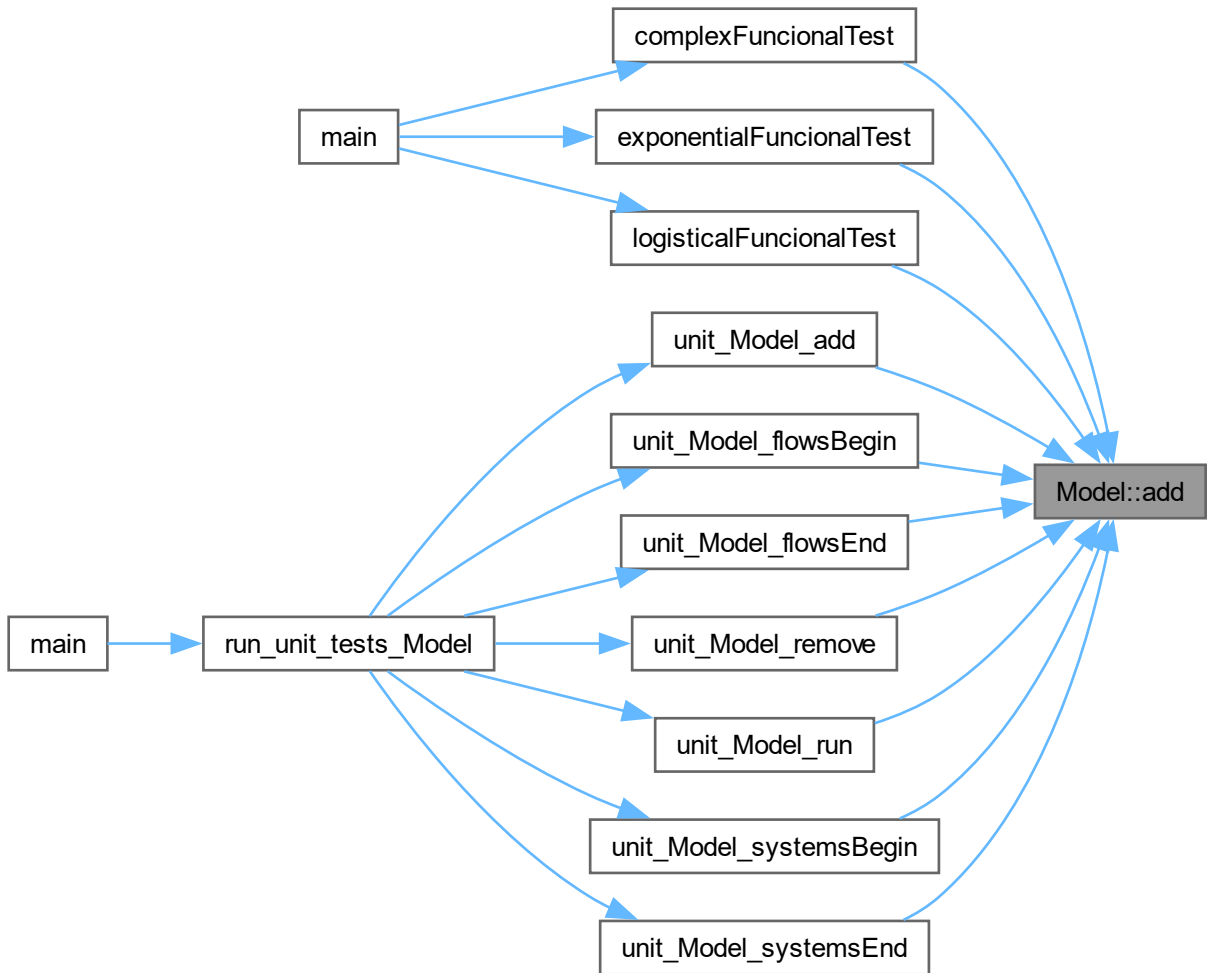 complexFuncionalTest
main
exponentialFuncionalTest
logisticalFuncionalTest
unit_Model_add
unit_Model_flowsBegin
Model::add
unit_Model_flowsEnd
main
run_unit_tests_Model
unit_Model_remove
unit_Model_run
unit_Model_systemsBegin
unit_Model_systemsEnd